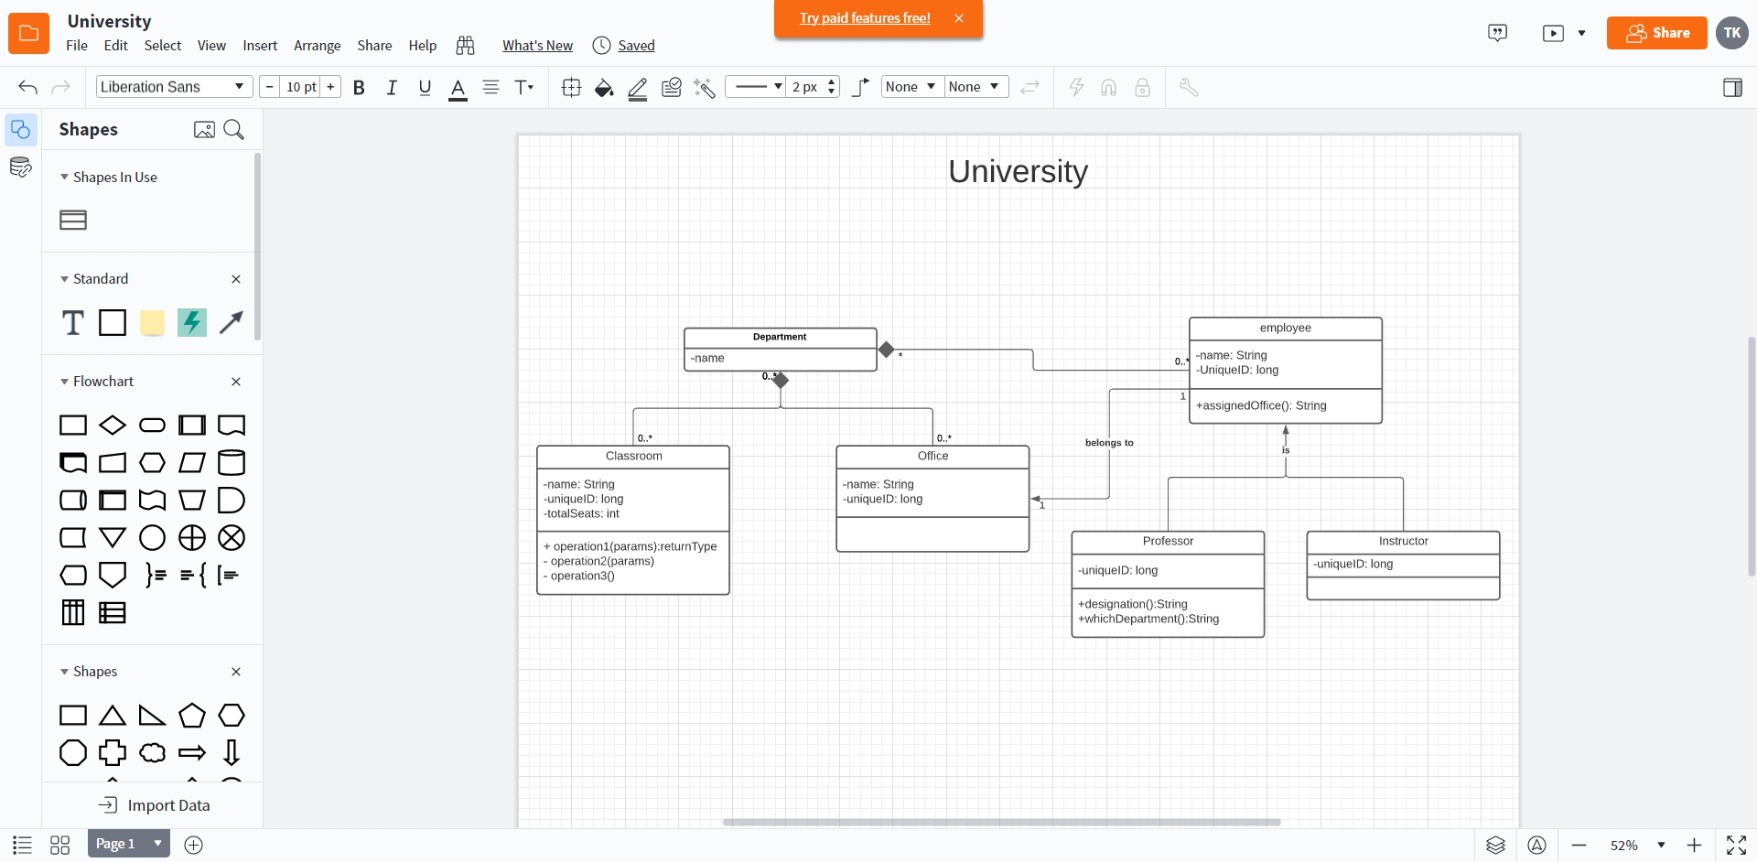 University
Try paid features free!
File Edit Select View Insert Arrange Share Help What's New Saved
Share
TK
Liberation Sans
10 pt
B I U A T
2 px
None None
Shapes
Shapes In Use
Standard
T
Flowchart
Shapes
Import Data
University
Department
-name
*
0..*
employee
-name: String
-UniqueID: long
+assignedOffice(): String
0..*
1
belongs to
is
0..*
0..*
Classroom
-name: String
-uniqueID: long
-totalSeats: int
+ operation1(params):returnType
- operation2(params)
- operation3()
Office
-name: String
-uniqueID: long
1
Professor
-uniqueID: long
+designation():String
+whichDepartment():String
Instructor
-uniqueID: long
Page 1
52%